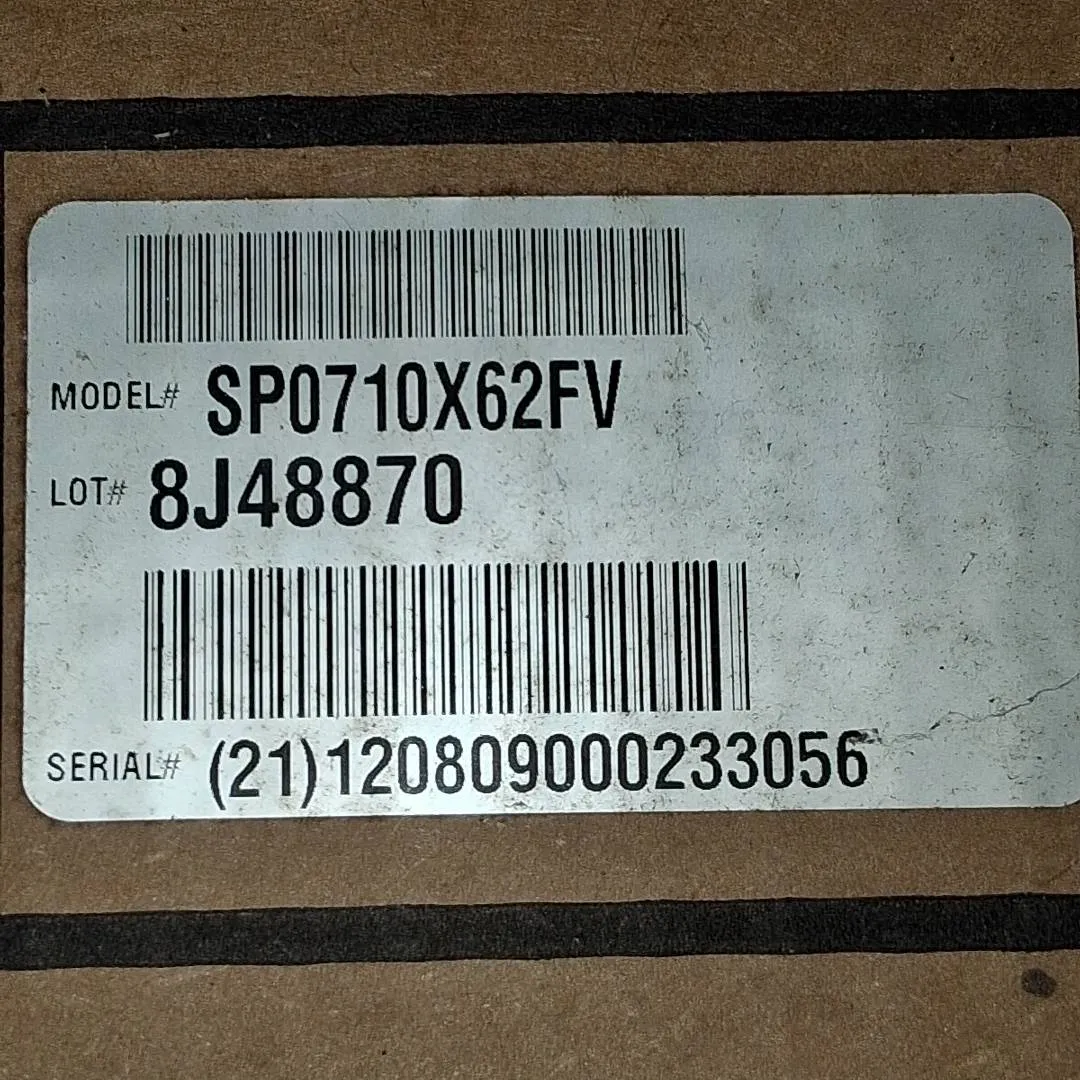 MODEL# SP0710X62FV
LOT# 8J48870
SERIAL# (21)120809000233056